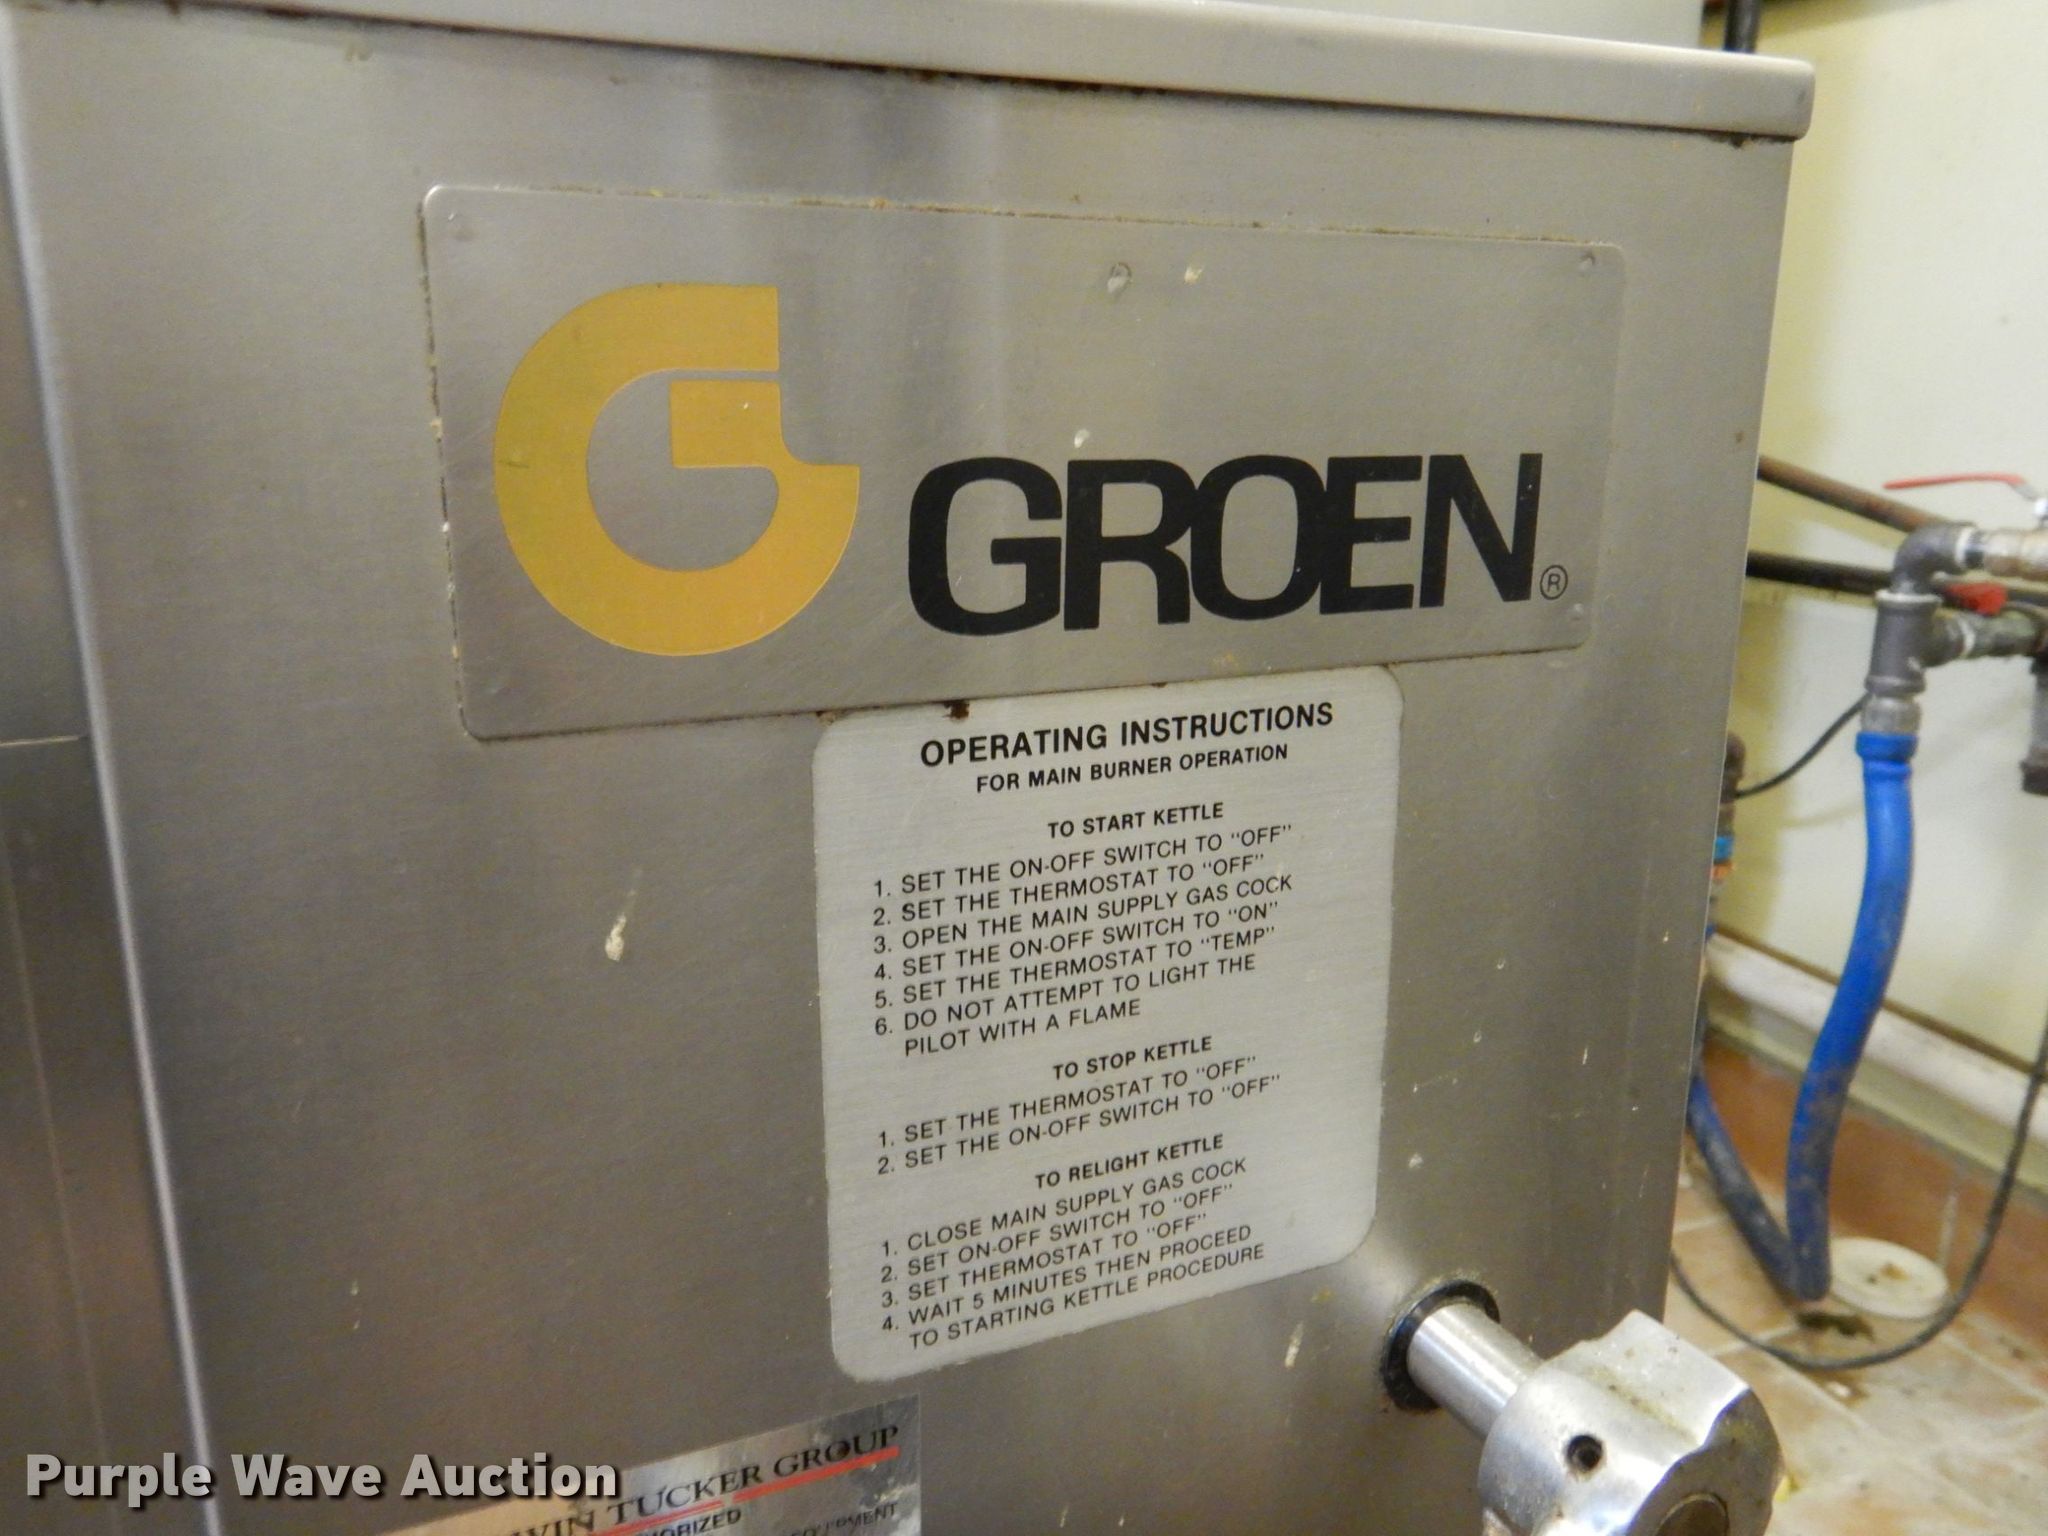 GROEN®
OPERATING INSTRUCTIONS
FOR MAIN BURNER OPERATION
TO START KETTLE
1. SET THE ON-OFF SWITCH TO "OFF"
2. SET THE THERMOSTAT TO "OFF"
3. OPEN THE MAIN SUPPLY GAS COCK
4. SET THE ON-OFF SWITCH TO "ON"
5. SET THE THERMOSTAT TO "TEMP"
6. DO NOT ATTEMPT TO LIGHT THE
PILOT WITH A FLAME
TO STOP KETTLE
1. SET THE THERMOSTAT TO "OFF"
2. SET THE ON-OFF SWITCH TO "OFF"
TO RELIGHT KETTLE
1. CLOSE MAIN SUPPLY GAS COCK
2. SET ON-OFF SWITCH TO "OFF"
3. SET THERMOSTAT TO "OFF"
4. WAIT 5 MINUTES THEN PROCEED
TO STARTING KETTLE PROCEDURE
TUCKER GROUP
Purple Wave Auction